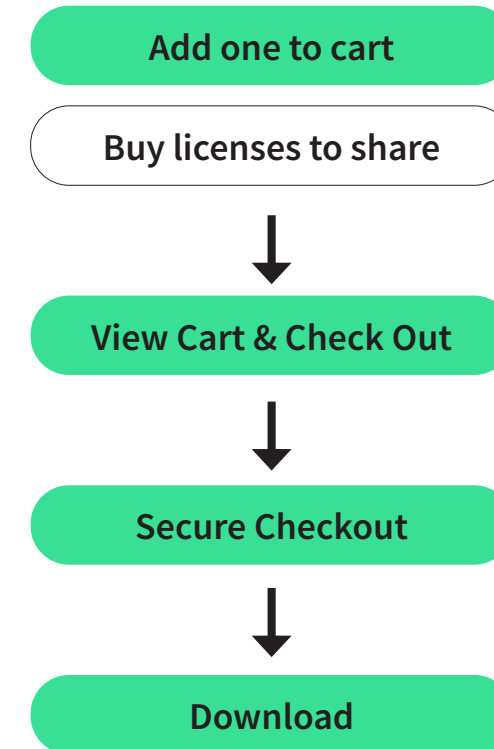 Add one to cart
Buy licenses to share
View Cart & Check Out
Secure Checkout
Download